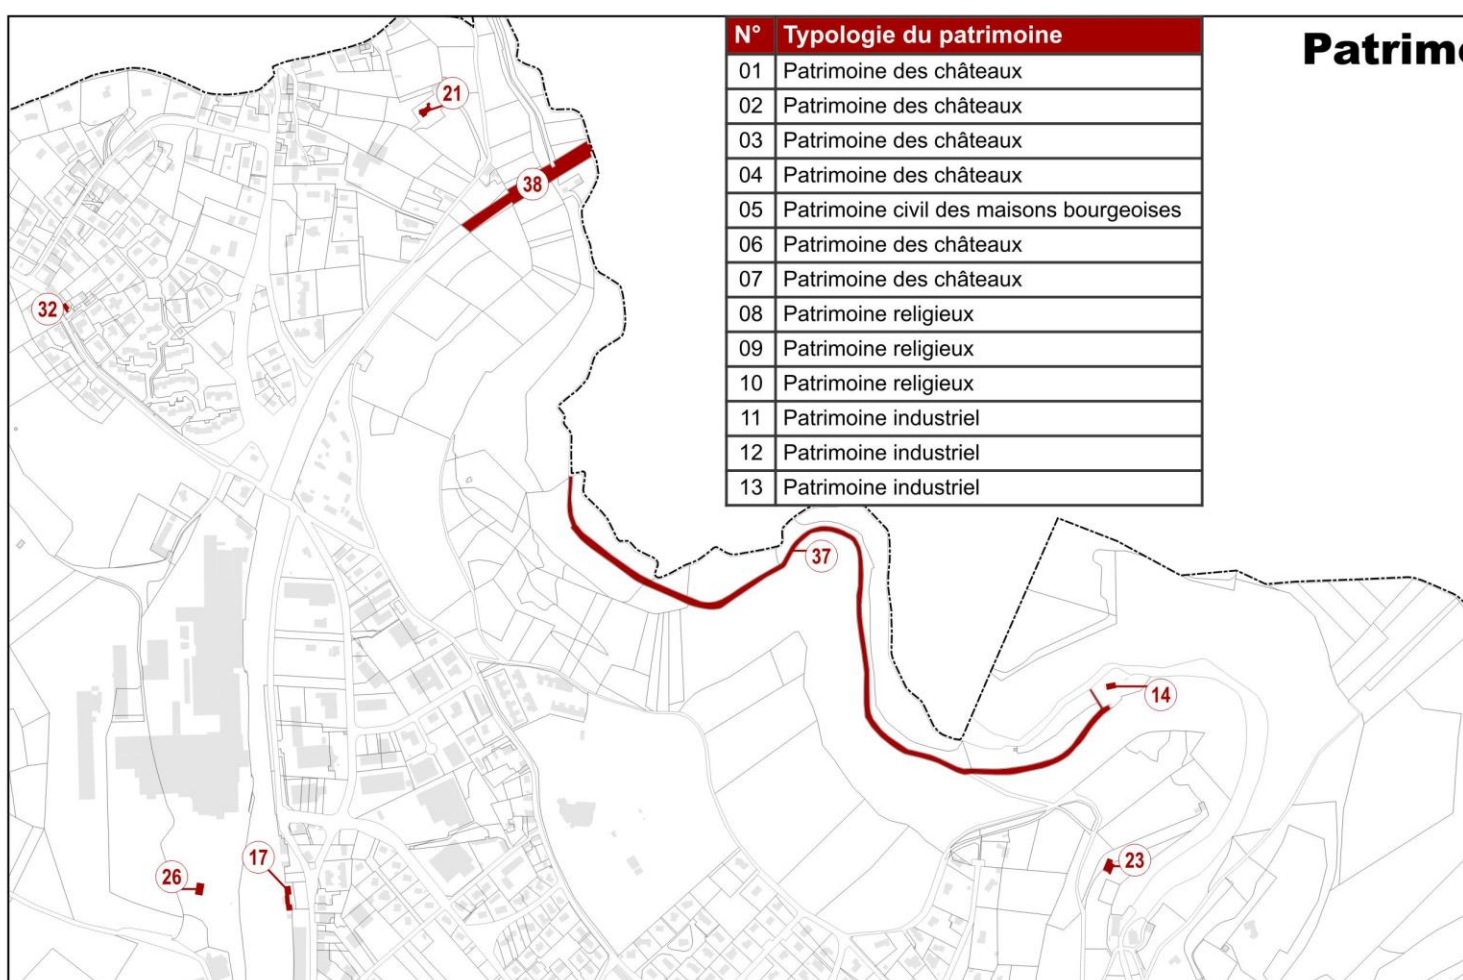 Patrim
N° Typologie du patrimoine
01 Patrimoine des châteaux
02 Patrimoine des châteaux
03 Patrimoine des châteaux
04 Patrimoine des châteaux
05 Patrimoine civil des maisons bourgeoises
06 Patrimoine des châteaux
07 Patrimoine des châteaux
08 Patrimoine religieux
09 Patrimoine religieux
10 Patrimoine religieux
11 Patrimoine industriel
12 Patrimoine industriel
13 Patrimoine industriel
21
38
32
37
14
23
17
26